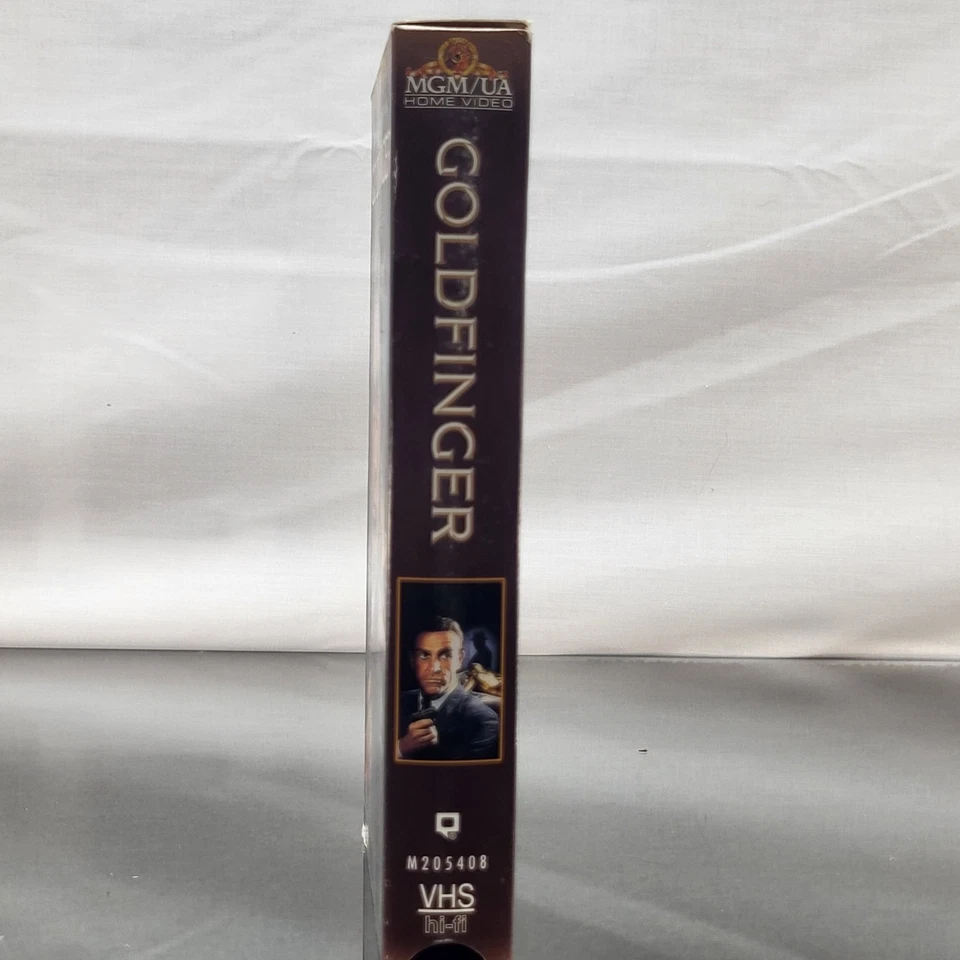 MGM/UA
HOME VIDEO
GOLDFINGER
M205408
VHS
hi-fi